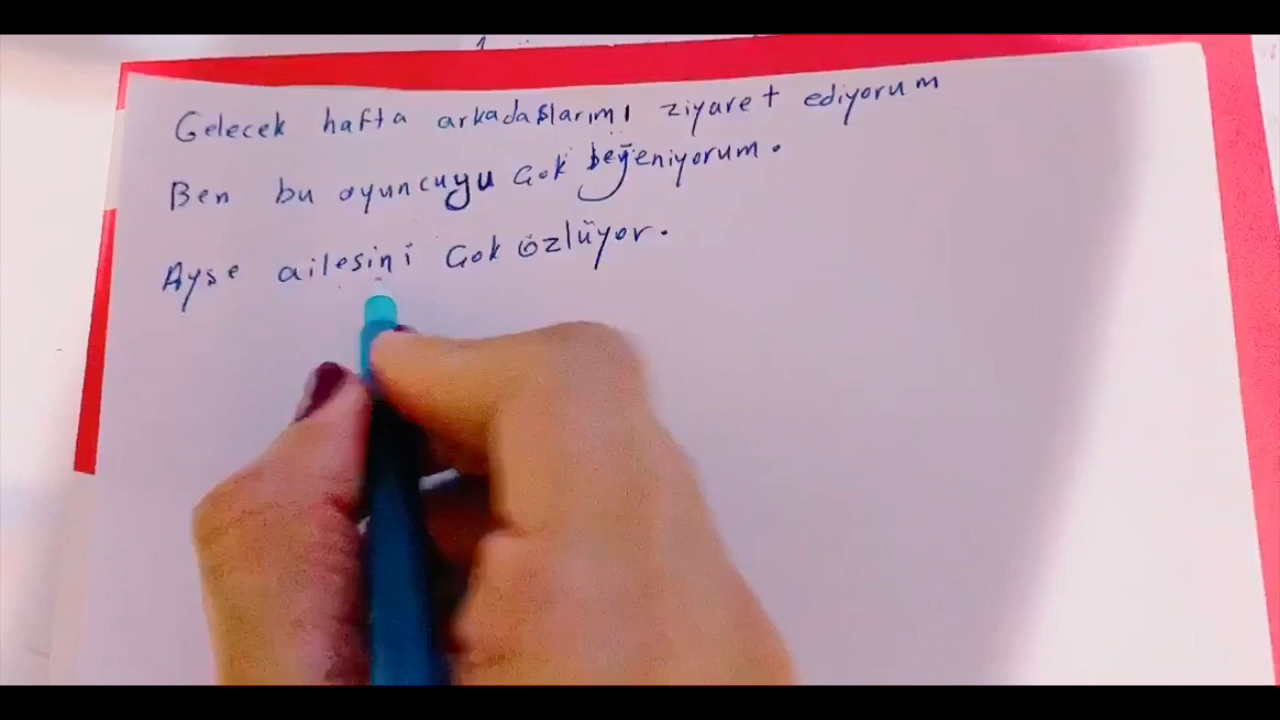 Gelecek hafta arkadaşlarımı ziyaret ediyorum
Ben bu oyuncuyu çok beğeniyorum.
Ayşe ailesini çok özlüyor.